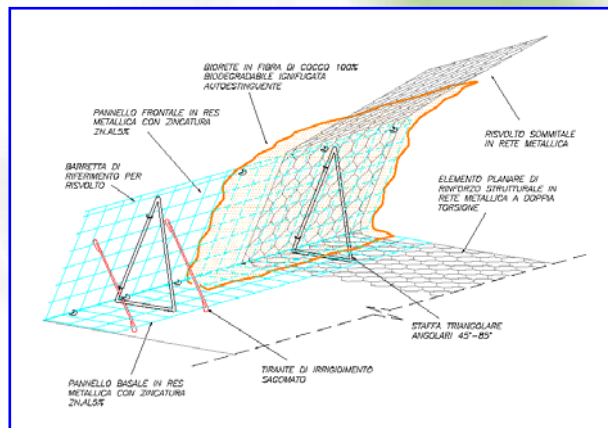 BIORETE IN FIBRA DI COCCO 100%
BIODEGRADABILE IGNIFUGATA
AUTOESTINGUENTE
PANNELLO FRONTALE IN RES
METALLICA CON ZINCATURA
ZN.AL5%
BARRETTA DI
RIFERIMENTO PER
RISVOLTO
RISVOLTO SOMMITALE
IN RETE METALLICA
ELEMENTO PLANARE DI
RINFORZO STRUTTURALE IN
RETE METALLICA A DOPPIA
TORSIONE
STAFFA TRIANGOLARE
ANGOLARI 45°-85°
TIRANTE DI IRRIGIDIMENTO
SAGOMATO
PANNELLO BASALE IN RES
METALLICA CON ZINCATURA
ZN.AL5%